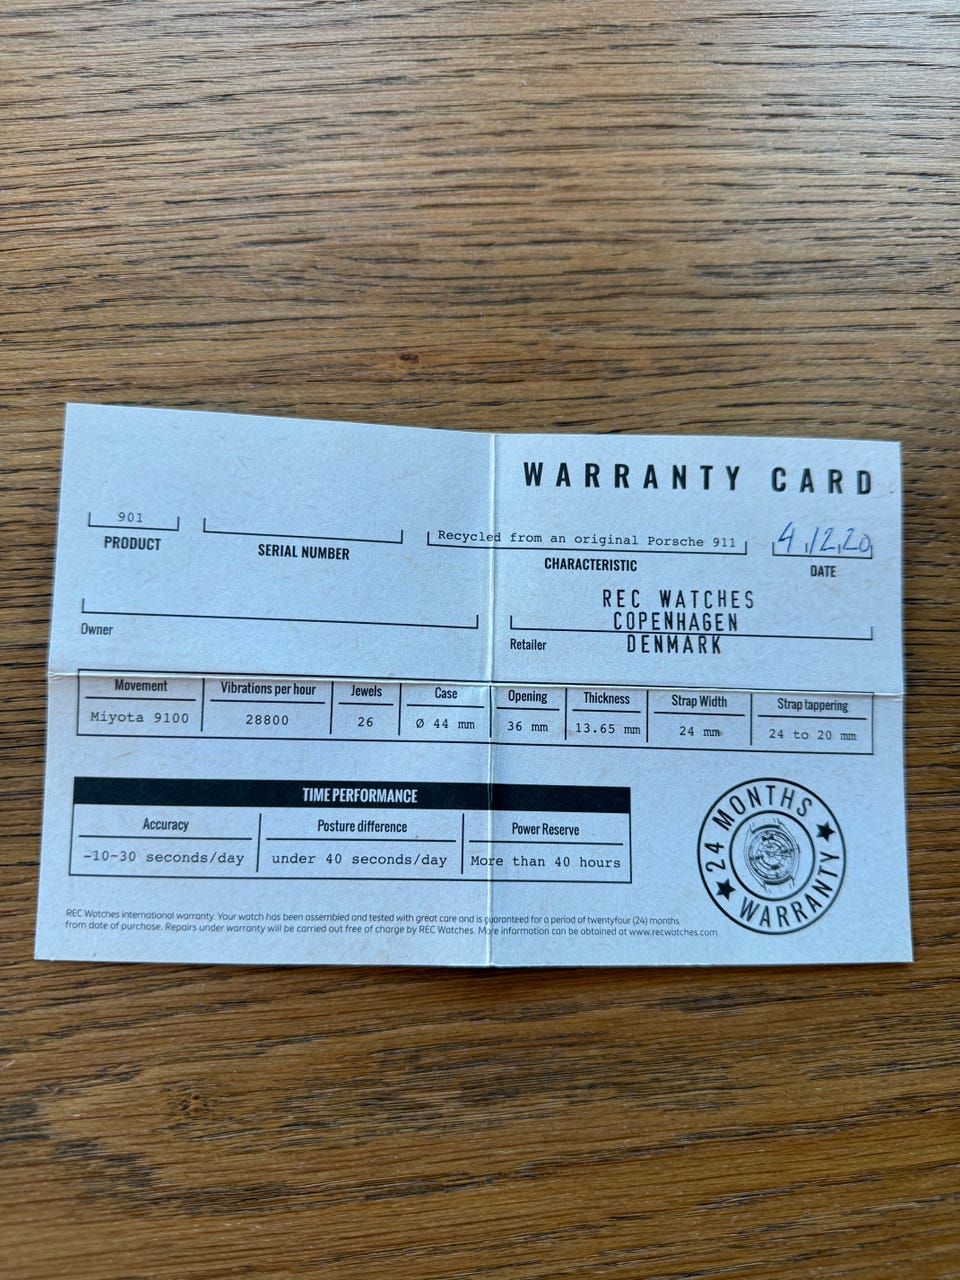 WARRANTY CARD
901
PRODUCT
SERIAL NUMBER
Recycled from an original Porsche 911
CHARACTERISTIC
4/2.20
DATE
Owner
REC WATCHES
COPENHAGEN
DENMARK
Retailer
Movement Vibrations per hour Jewels Case Opening Thickness Strap Width Strap tappering
Miyota 9100 28800 26 Ø 44 mm 36 mm 13.65 mm 24 mm 24 to 20 mm
TIME PERFORMANCE
Accuracy Posture difference Power Reserve
-10~30 seconds/day under 40 seconds/day More than 40 hours
24 MONTHS
WARRANTY
REC Watches international warranty. Your watch has been assembled and tested with great care and is guaranteed for a period of twentyfour (24) months
from date of purchase. Repairs under warranty will be carried out free of charge by REC Watches. More information can be obtained at www.recwatches.com